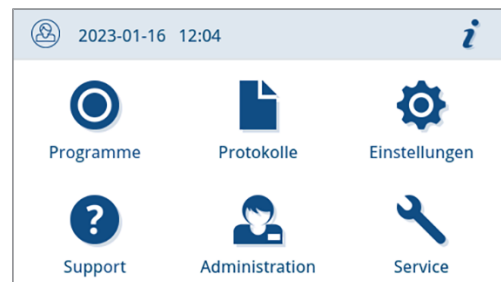 2023-01-16 12:04 i
Programme Protokolle Einstellungen
Support Administration Service